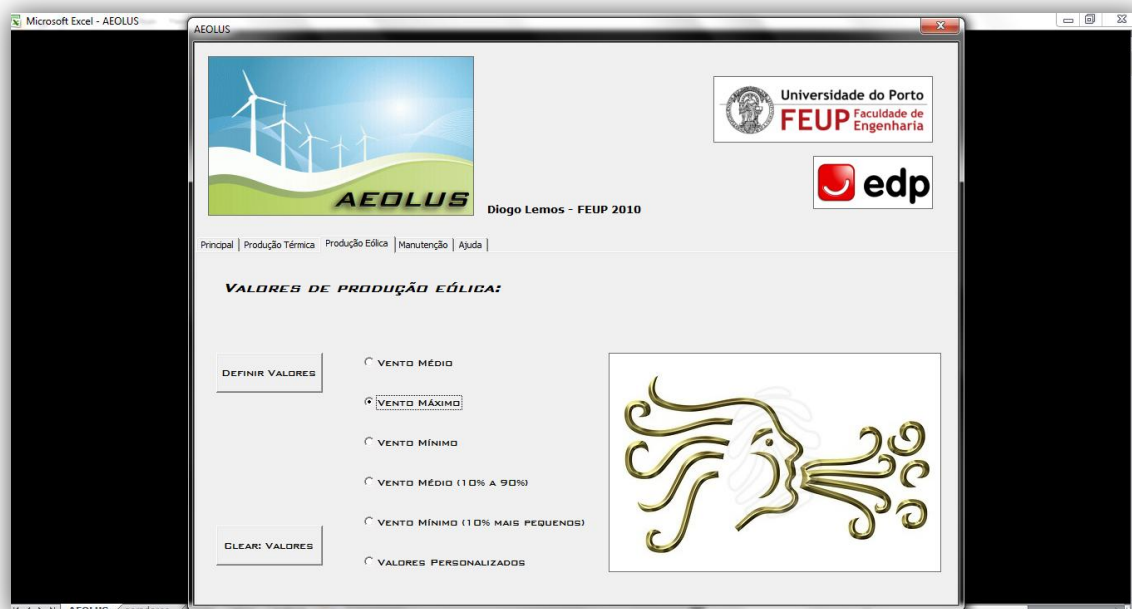 Microsoft Excel - AEOLUS
AEOLUS
AEOLUS
Diogo Lemos - FEUP 2010
Universidade do Porto
FEUP Faculdade de Engenharia
edp
Principal | Produção Térmica | Produção Eólica | Manutenção | Ajuda |
VALORES DE PRODUÇÃO EÓLICA:
DEFINIR VALORES
VENTO MÉDIO
VENTO MÁXIMO
VENTO MÍNIMO
VENTO MÉDIO (10% A 90%)
VENTO MÍNIMO (10% MAIS PEQUENOS)
CLEAR: VALORES
VALORES PERSONALIZADOS
AEOLUS